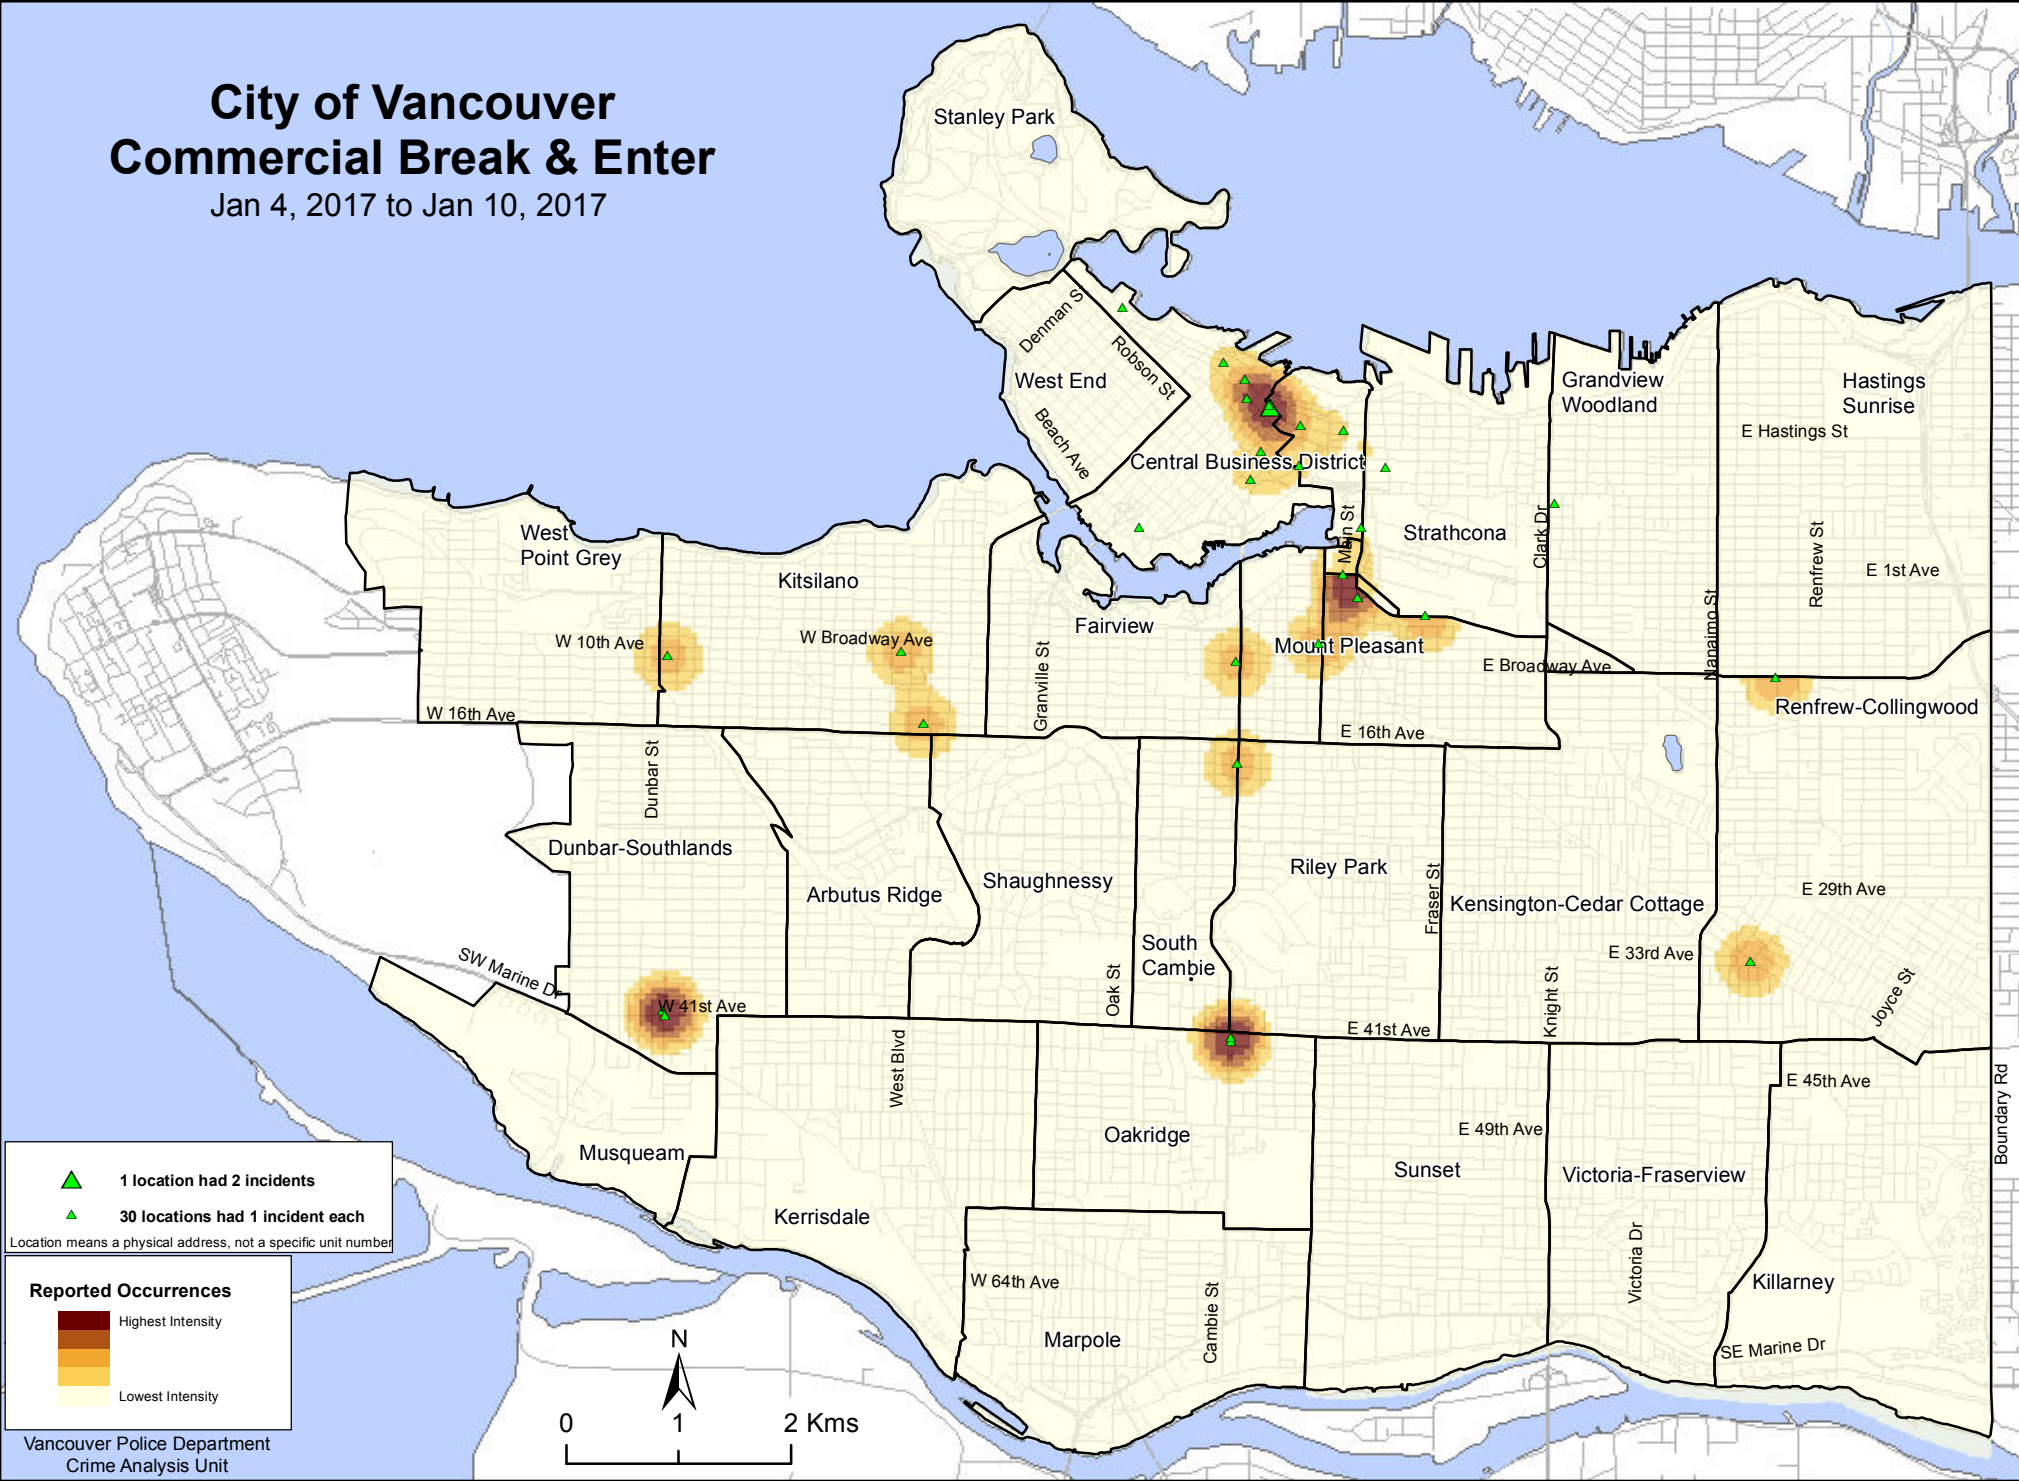 City of Vancouver
Commercial Break & Enter
Jan 4, 2017 to Jan 10, 2017
Stanley Park
Denman St
Robson St
West End
Beach Ave
Central Business District
Grandview
Woodland
Hastings
Sunrise
E Hastings St
West
Point Grey
Kitsilano
Main St
Strathcona
Clark Dr
Renfrew St
E 1st Ave
Nanaimo St
W 10th Ave
W Broadway Ave
Fairview
Granville St
Mount Pleasant
E Broadway Ave
Renfrew-Collingwood
W 16th Ave
E 16th Ave
Dunbar St
Dunbar-Southlands
Arbutus Ridge
Shaughnessy
Riley Park
Fraser St
Kensington-Cedar Cottage
E 29th Ave
South
Cambie
E 33rd Ave
SW Marine Dr
W 41st Ave
Oak St
Knight St
Joyce St
E 41st Ave
West Blvd
E 45th Ave
Boundary Rd
Oakridge
E 49th Ave
Musqueam
Sunset
Victoria-Fraserview
Kerrisdale
Victoria Dr
W 64th Ave
Cambie St
Killarney
Marpole
SE Marine Dr
1 location had 2 incidents
30 locations had 1 incident each
Location means a physical address, not a specific unit number
Reported Occurrences
Highest Intensity
Lowest Intensity
N
0 1 2 Kms
Vancouver Police Department
Crime Analysis Unit